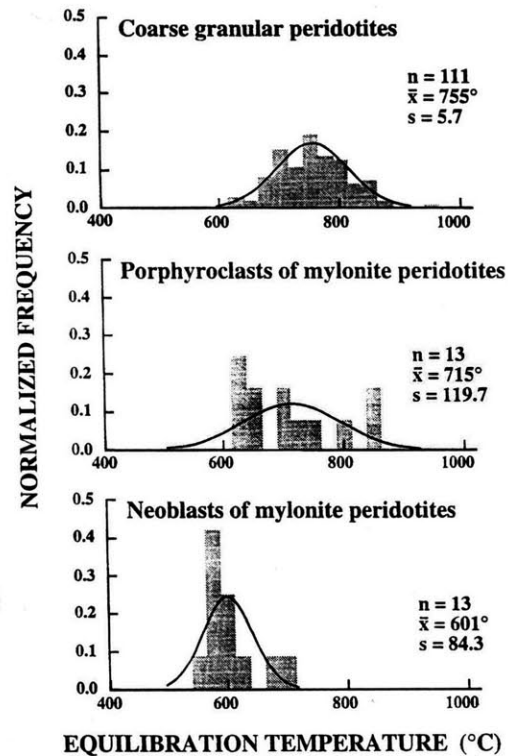 NORMALIZED FREQUENCY
Coarse granular peridotites
0.5
0.4
0.3
0.2
0.1
0.0
n = 111
x̄ = 755°
s = 5.7
400 600 800 1000
Porphyroclasts of mylonite peridotites
0.5
0.4
0.3
0.2
0.1
0.0
n = 13
x̄ = 715°
s = 119.7
400 600 800 1000
Neoblasts of mylonite peridotites
0.5
0.4
0.3
0.2
0.1
0.0
n = 13
x̄ = 601°
s = 84.3
400 600 800 1000
EQUILIBRATION TEMPERATURE (°C)